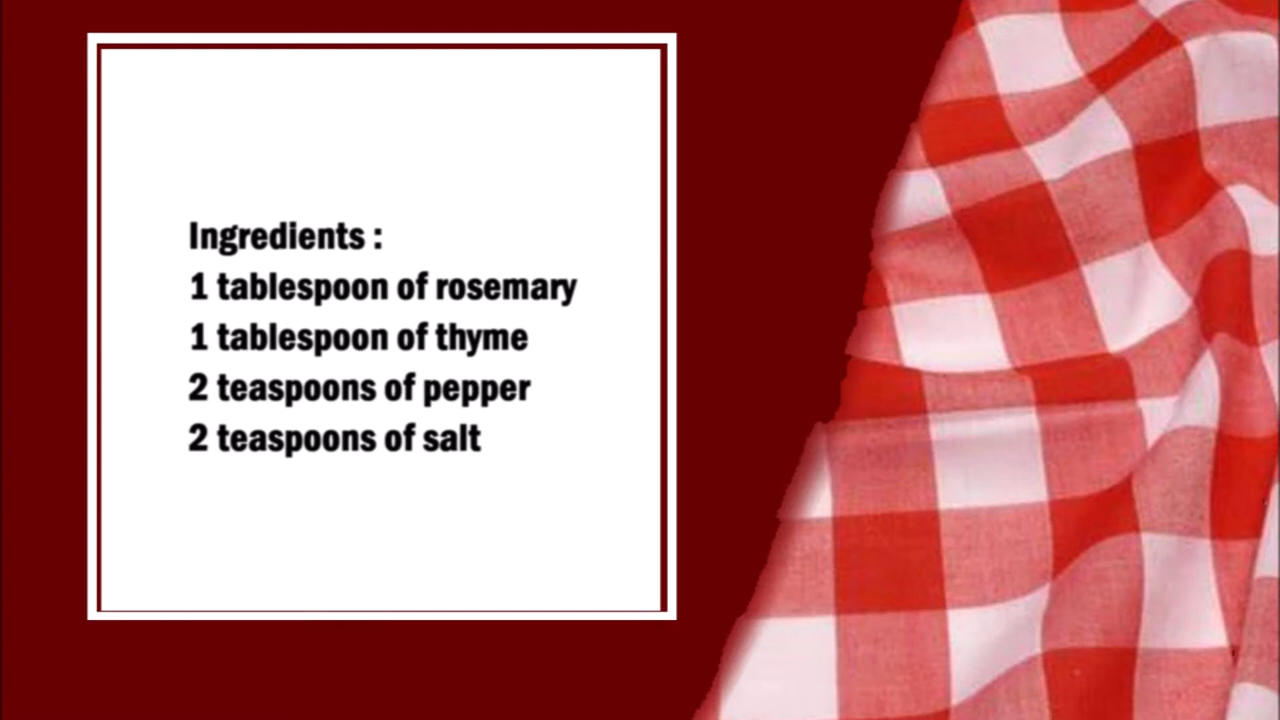 Ingredients :
1 tablespoon of rosemary
1 tablespoon of thyme
2 teaspoons of pepper
2 teaspoons of salt